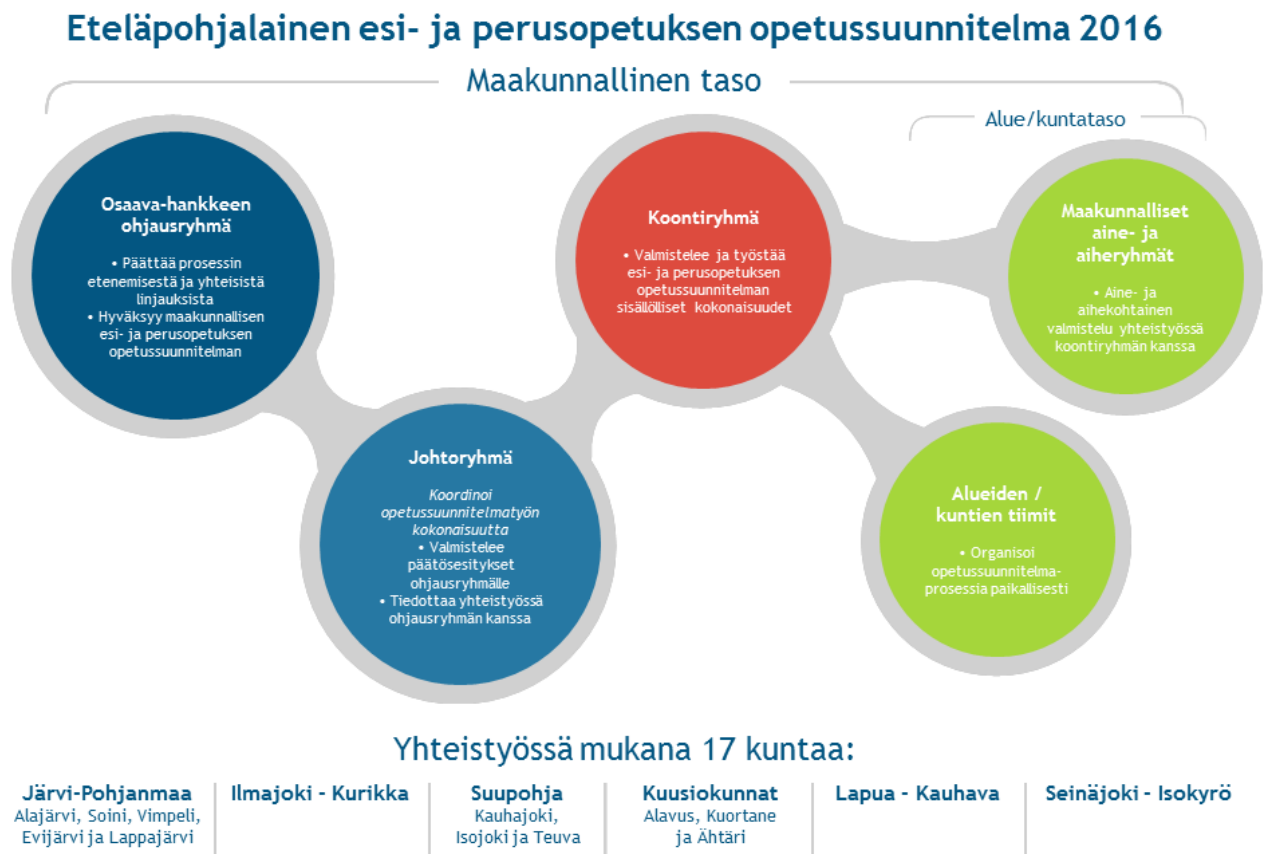 Eteläpohjalainen esi- ja perusopetuksen opetussuunnitelma 2016
Maakunnallinen taso
Alue/kuntataso
Osaava-hankkeen
ohjausryhmä
• Päättää prosessin
etenemisestä ja yhteisistä
linjauksista
• Hyväksyy maakunnallisen
esi- ja perusopetuksen
opetussuunnitelman
Johtoryhmä
Koordinoi
opetussuunnitelmatyön
kokonaisuutta
• Valmistelee
päätösesitykset
ohjausryhmälle
• Tiedottaa yhteistyössä
ohjausryhmän kanssa
Koontiryhmä
• Valmistelee ja työstää
esi- ja perusopetuksen
opetussuunnitelman
sisällölliset kokonaisuudet
Maakunnalliset
aine- ja
aiheryhmät
• Aine- ja
aihekohtainen
valmistelu yhteistyössä
koontiryhmän kanssa
Alueiden /
kuntien tiimit
• Organisoi
opetussuunnitelma-
prosessia paikallisesti
Yhteistyössä mukana 17 kuntaa:
Järvi-Pohjanmaa
Alajärvi, Soini, Vimpeli,
Evijärvi ja Lappajärvi
Ilmajoki - Kurikka
Suupohja
Kauhajoki,
Isojoki ja Teuva
Kuusiokunnat
Alavus, Kuortane
ja Ähtäri
Lapua - Kauhava
Seinäjoki - Isokyrö